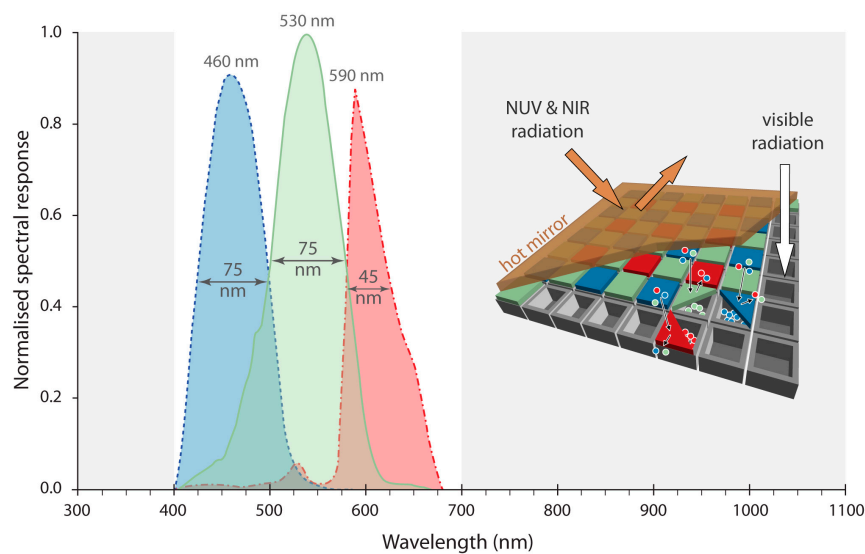 530 nm
460 nm
590 nm
1.0
0.8
0.6
0.4
0.2
0.0
Normalised spectral response
75
nm
75
nm
45
nm
300
400
500
600
700
800
900
1000
1100
Wavelength (nm)
NUV & NIR
radiation
visible
radiation
hot mirror